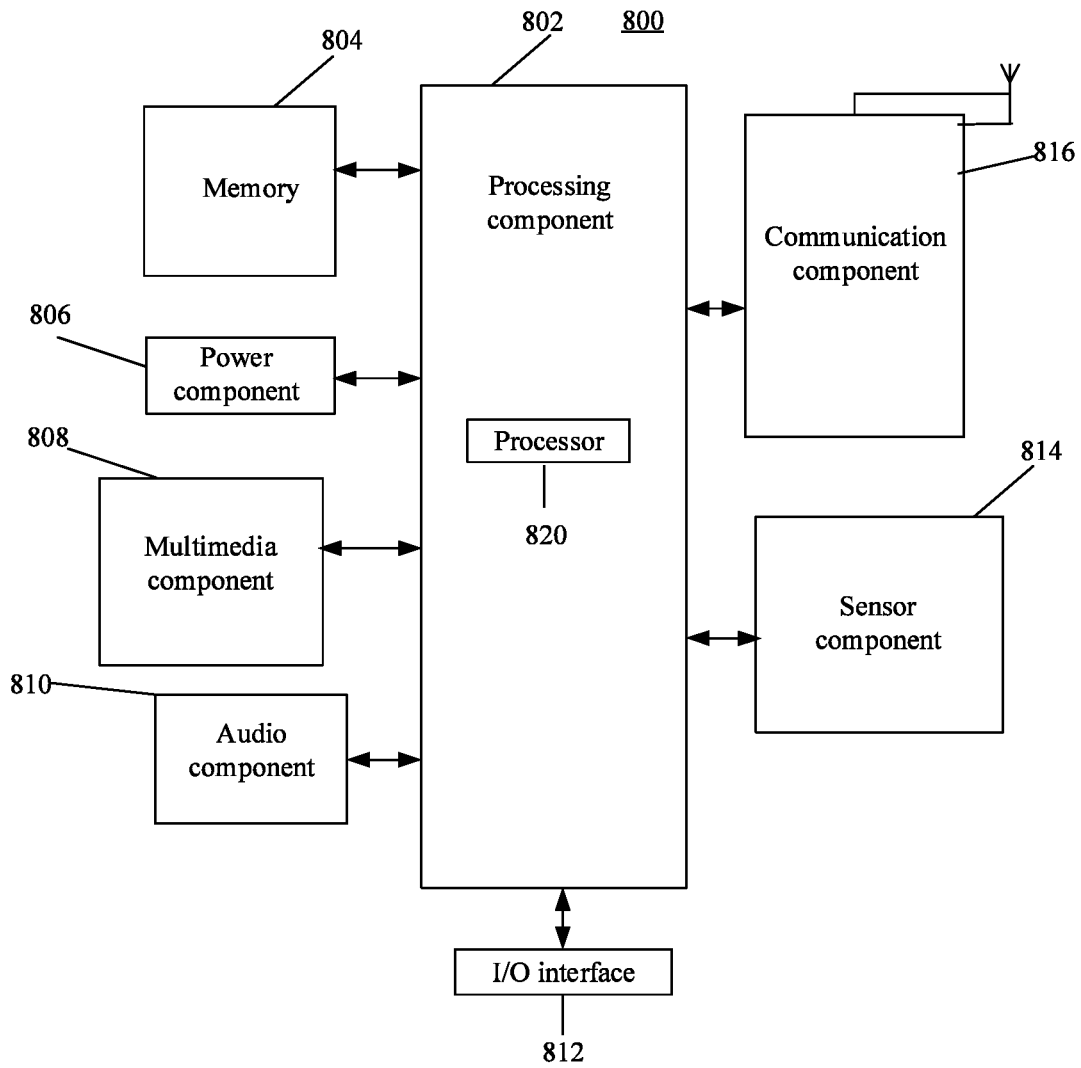 802
800
804
Memory
Processing
component
816
Communication
component
806
Power
component
Processor
820
808
Multimedia
component
814
Sensor
component
810
Audio
component
I/O interface
812